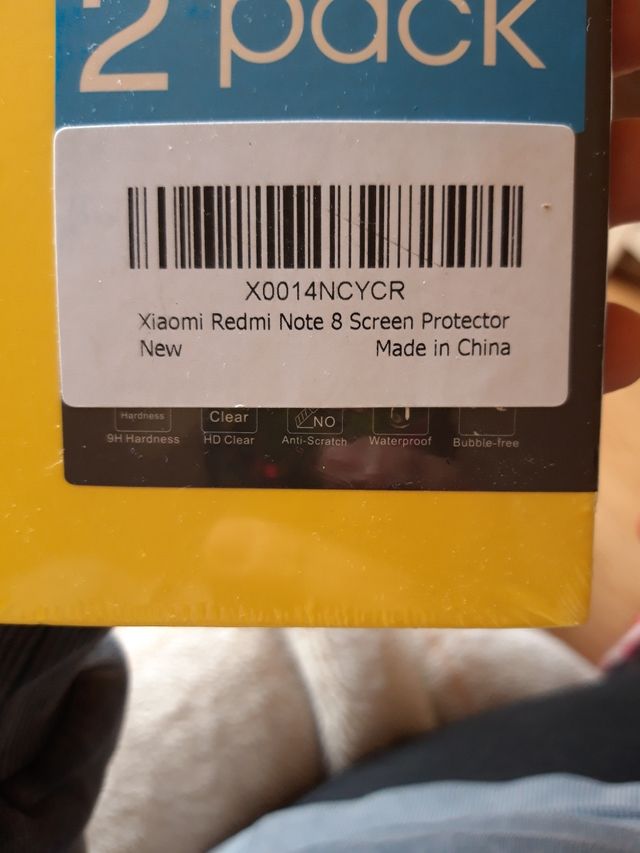 2 pack
X0014NCYCR
Xiaomi Redmi Note 8 Screen Protector
New Made in China
Hardness Clear NO
9H Hardness HD Clear Anti-Scratch Waterproof Bubble-free